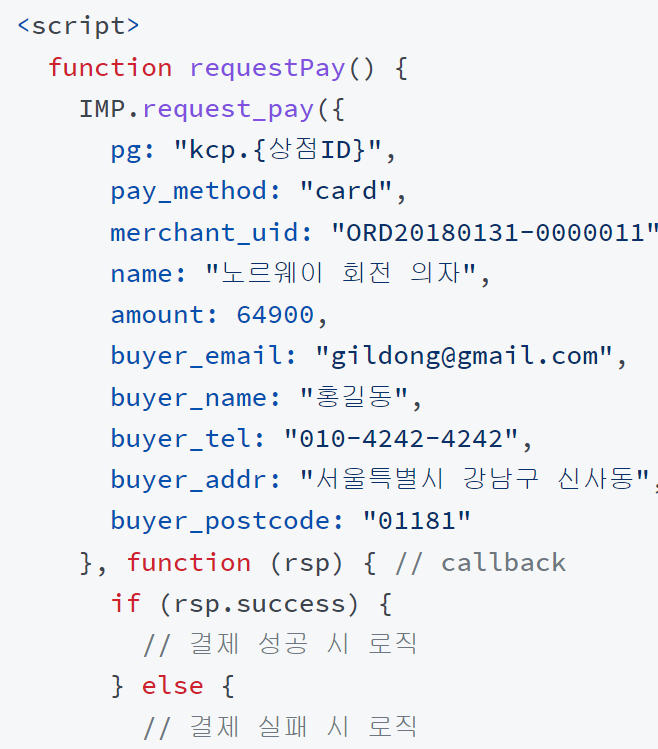 <script>
function requestPay() {
IMP.request_pay({
pg: "kcp.{상점ID}",
pay_method: "card",
merchant_uid: "ORD20180131-0000011"
name: "노르웨이 회전 의자",
amount: 64900,
buyer_email: "gildong@gmail.com",
buyer_name: "홍길동",
buyer_tel: "010-4242-4242",
buyer_addr: "서울특별시 강남구 신사동",
buyer_postcode: "01181"
}, function (rsp) { // callback
if (rsp.success) {
// 결제 성공 시 로직
} else {
// 결제 실패 시 로직